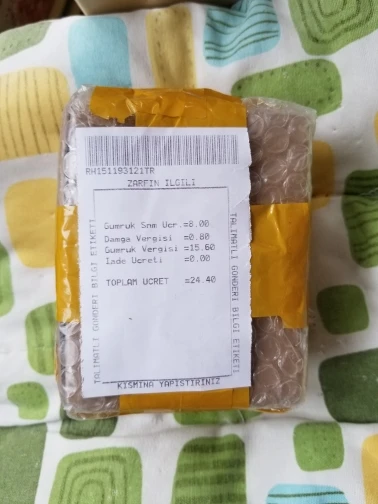 RH151193121TR
ZARFIN ILGILI
Gumruk Snm Ucr.=8.00
Damga Vergisi =0.80
Gumruk Vergisi =15.60
Iade Ucreti =0.00
TOPLAM UCRET =24.40
TALIMATLI GONDERI BILGI ETIKETI
TALIMATLI GONDERI BILGI ETIKETI
KISMINA YAPISTIRINIZ